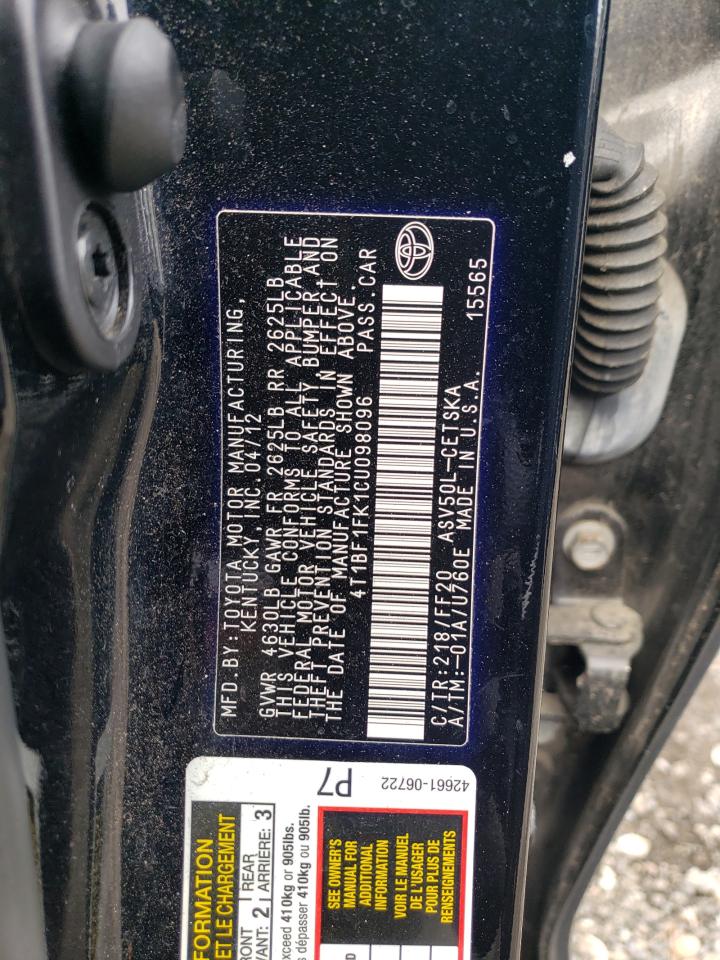 MFD.BY:TOYOTA MOTOR MANUFACTURING,
KENTUCKY, INC. 04/12
GVWR 4630LB GAWR FR 2625LB RR 2625LB
THIS VEHICLE CONFORMS TO ALL APPLICABLE
FEDERAL MOTOR VEHICLE SAFETY, BUMPER, AND
THEFT PREVENTION STANDARDS IN EFFECT ON
THE DATE OF MANUFACTURE SHOWN ABOVE.
4T1BF1FK1CU098096 PASS.CAR
C/TR:218/FF20 ASV50L-CETSKA
A/TM:-01A/U760E MADE IN U.S.A. 15565
P7
42661-06722
FORMATION
ET LE CHARGEMENT
RONT REAR 3
VANT: 2 ARRIÈRE:
exceed 410kg or 905lbs.
s dépasser 410kg ou 905lb.
SEE OWNER'S
MANUAL FOR
ADDITIONAL
INFORMATION
VOIR LE MANUEL
DE L'USAGER
POUR PLUS DE
RENSEIGNEMENTS